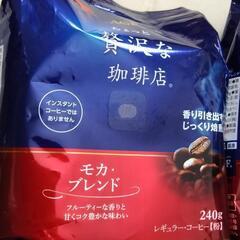 贅沢な
珈琲店
インスタント
コーヒーでは
ありません
香り引き出す
じっくり焙煎
モカ・
ブレンド
フルーティーな香りと
甘くコク豊かな味わい
240g
レギュラー・コーヒー【粉】